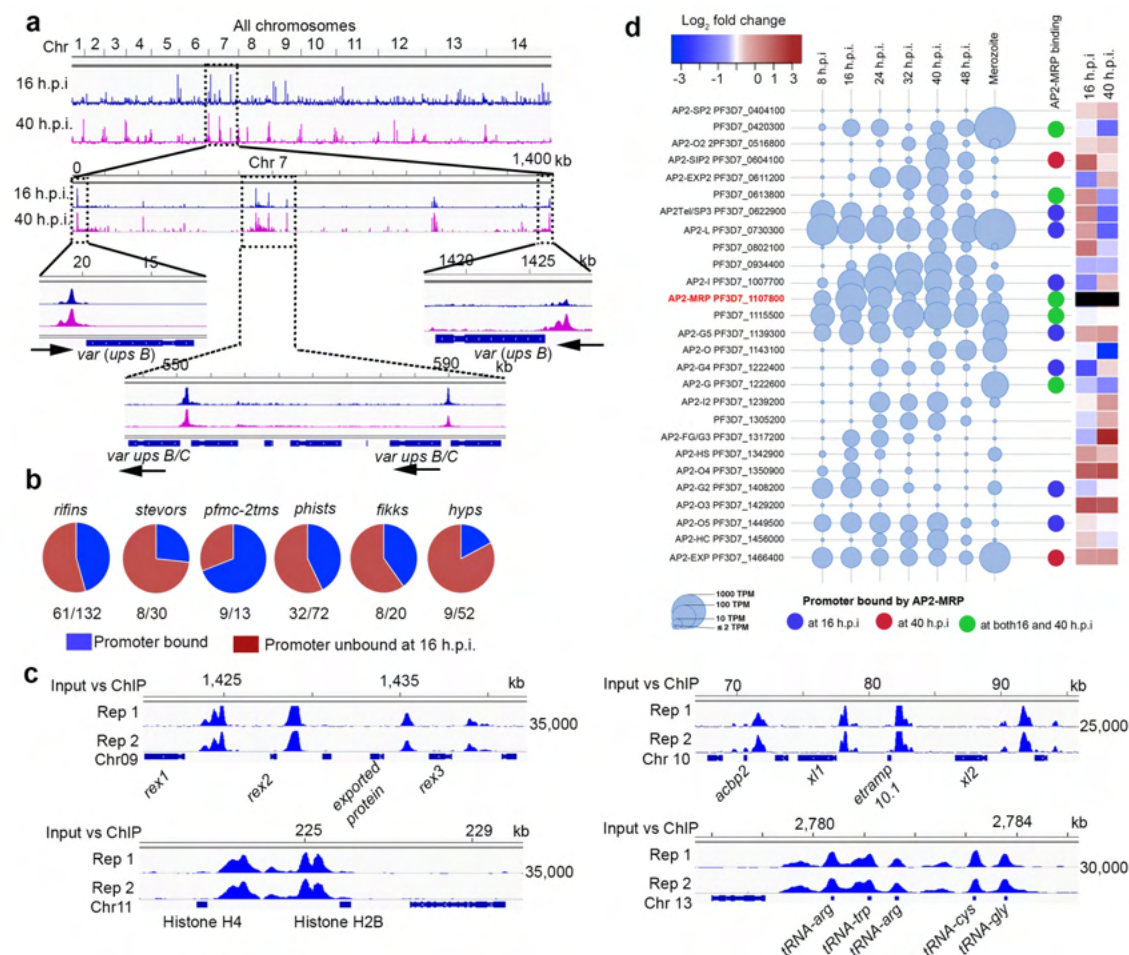 a
All chromosomes
Chr 1 2 3 4 5 6 7 8 9 10 11 12 13 14
16 h.p.i
40 h.p.i.
0 Chr 7 1,400 kb
16 h.p.i
40 h.p.i.
20 15
1420 1425 kb
var (ups B)
var (ups B)
550 590 kb
var ups B/C
var ups B/C
b
rifins stevors pfmc-2tms phists fikks hyps
61/132 8/30 9/13 32/72 8/20 9/52
Promoter bound Promoter unbound at 16 h.p.i.
c
Input vs ChIP 1,425 1,435 kb
Rep 1
35,000
Rep 2
Chr09
rex1 rex2 exported protein rex3
Input vs ChIP 225 229 kb
Rep 1
35,000
Rep 2
Chr11
Histone H4 Histone H2B
Input vs ChIP 70 80 90 kb
Rep 1
25,000
Rep 2
Chr 10
acbp2 xl1 etramp 10.1 xl2
Input vs ChIP 2,780 2,784 kb
Rep 1
30,000
Rep 2
Chr 13
tRNA-arg tRNA-trp tRNA-arg tRNA-cys tRNA-gly
d
Log2 fold change
-3 -2 -1 0 1 2 3
8 h.p.i 16 h.p.i. 24 h.p.i. 32 h.p.i. 40 h.p.i. 48 h.p.i. Merozoite AP2-MRP binding 16 h.p.i 40 h.p.i.
AP2-SP2 PF3D7_0404100
PF3D7_0420300
AP2-O2 2PF3D7_0516800
AP2-SIP2 PF3D7_0604100
AP2-EXP2 PF3D7_0611200
PF3D7_0613800
AP2Tel/SP3 PF3D7_0622900
AP2-L PF3D7_0730300
PF3D7_0802100
PF3D7_0934400
AP2-I PF3D7_1007700
AP2-MRP PF3D7_1107800
PF3D7_1115500
AP2-G5 PF3D7_1139300
AP2-O PF3D7_1143100
AP2-G4 PF3D7_1222400
AP2-G PF3D7_1222600
AP2-I2 PF3D7_1239200
PF3D7_1305200
AP2-FG/G3 PF3D7_1317200
AP2-HS PF3D7_1342900
AP2-O4 PF3D7_1350900
AP2-G2 PF3D7_1408200
AP2-O3 PF3D7_1429200
AP2-O5 PF3D7_1449500
AP2-HC PF3D7_1456000
AP2-EXP PF3D7_1466400
1000 TPM
100 TPM
10 TPM
≤ 2 TPM
Promoter bound by AP2-MRP
at 16 h.p.i at 40 h.p.i at both16 and 40 h.p.i